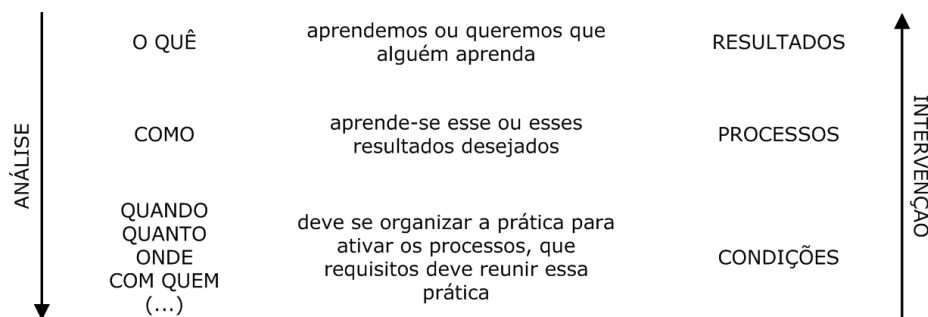 O QUÊ
aprendemos ou queremos que
alguém aprenda
RESULTADOS
COMO
aprende-se esse ou esses
resultados desejados
PROCESSOS
QUANDO
QUANTO
ONDE
COM QUEM
(...)
deve se organizar a prática para
ativar os processos, que
requisitos deve reunir essa
prática
CONDIÇÕES
ANÁLISE
INTERVENÇÃO